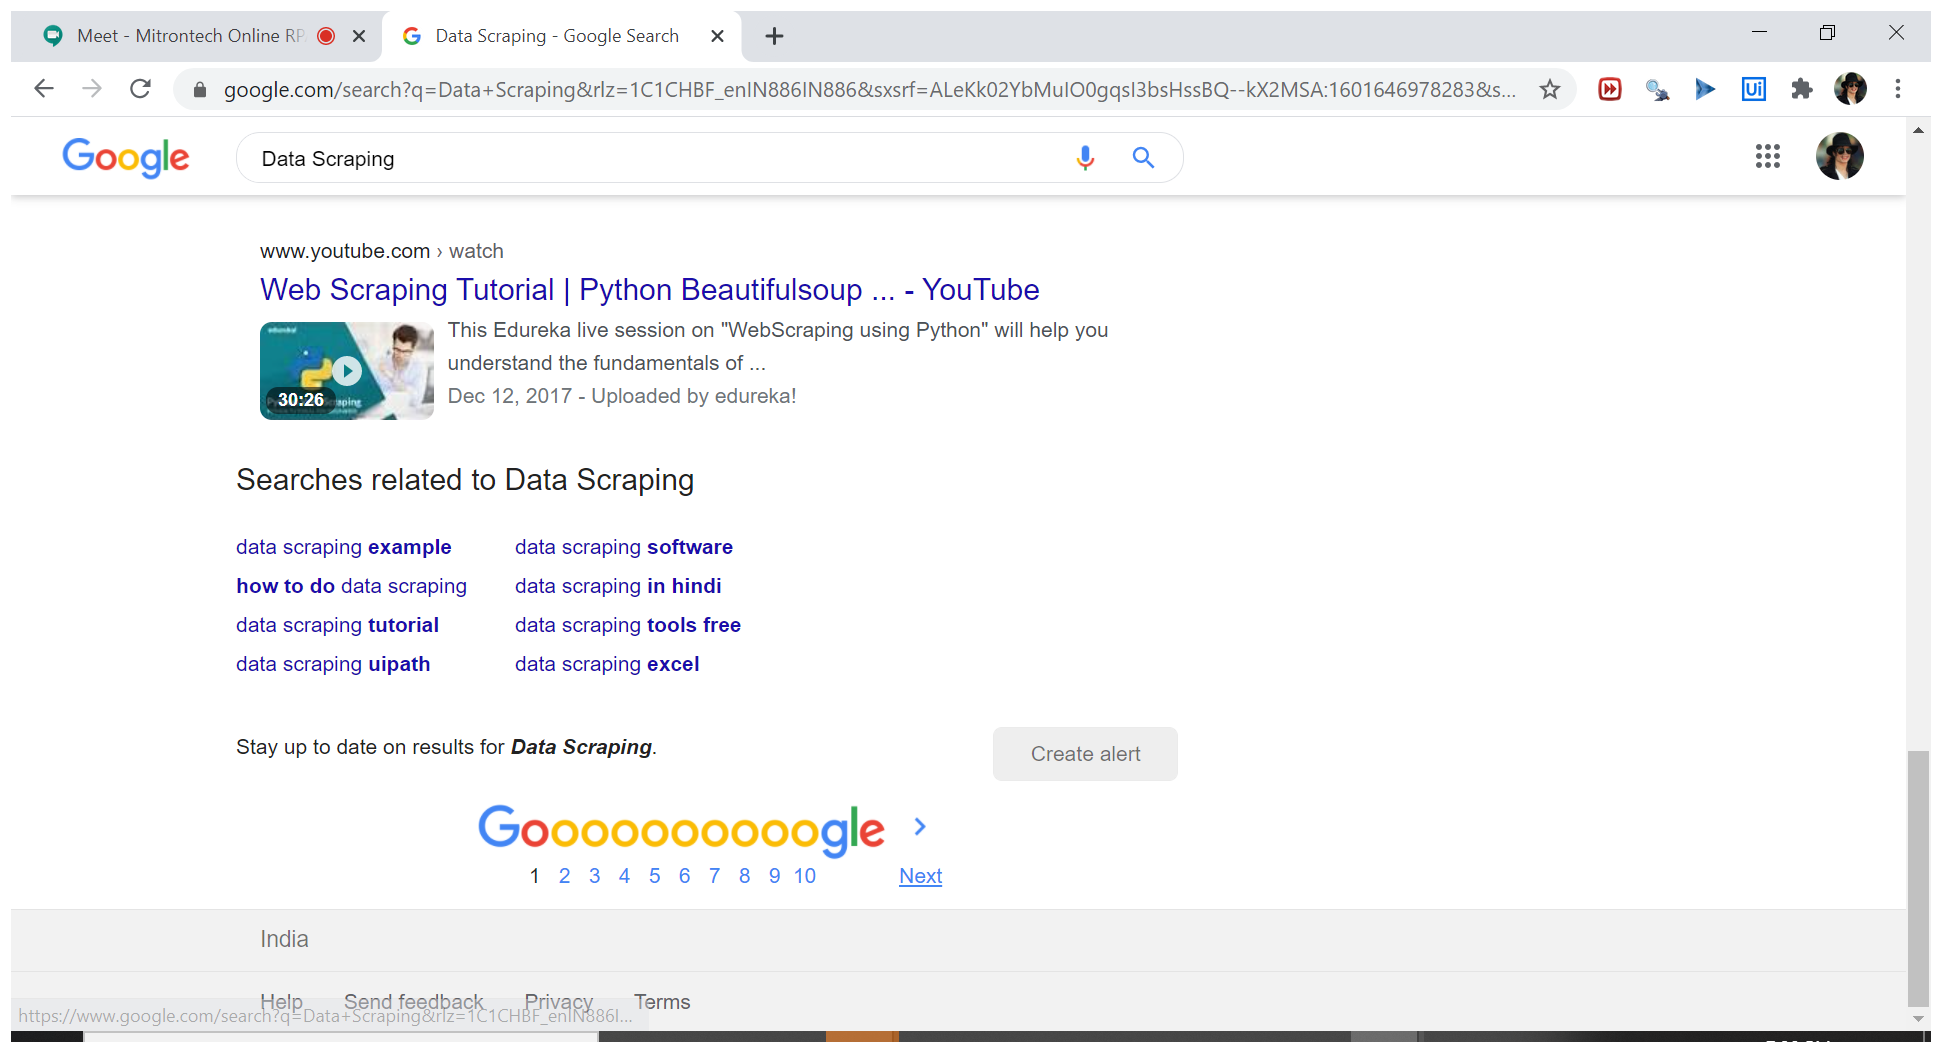 Meet - Mitrontech Online RP
Data Scraping - Google Search
google.com/search?q=Data+Scraping&rlz=1C1CHBF_enIN886IN886&sxsrf=ALeKk02YbMuIO0gqsI3bsHssBQ--kX2MSA:1601646978283&s...
Ui
Google
Data Scraping
www.youtube.com › watch
Web Scraping Tutorial | Python Beautifulsoup ... - YouTube
edureka!
30:26
This Edureka live session on "WebScraping using Python" will help you
understand the fundamentals of ...
Dec 12, 2017 - Uploaded by edureka!
Searches related to Data Scraping
data scraping example
data scraping software
how to do data scraping
data scraping in hindi
data scraping tutorial
data scraping tools free
data scraping uipath
data scraping excel
Stay up to date on results for Data Scraping.
Create alert
Goooooooooogle
1 2 3 4 5 6 7 8 9 10 Next
India
Help Send feedback Privacy Terms
https://www.google.com/search?q=Data+Scraping&rlz=1C1CHBF_enIN886I...